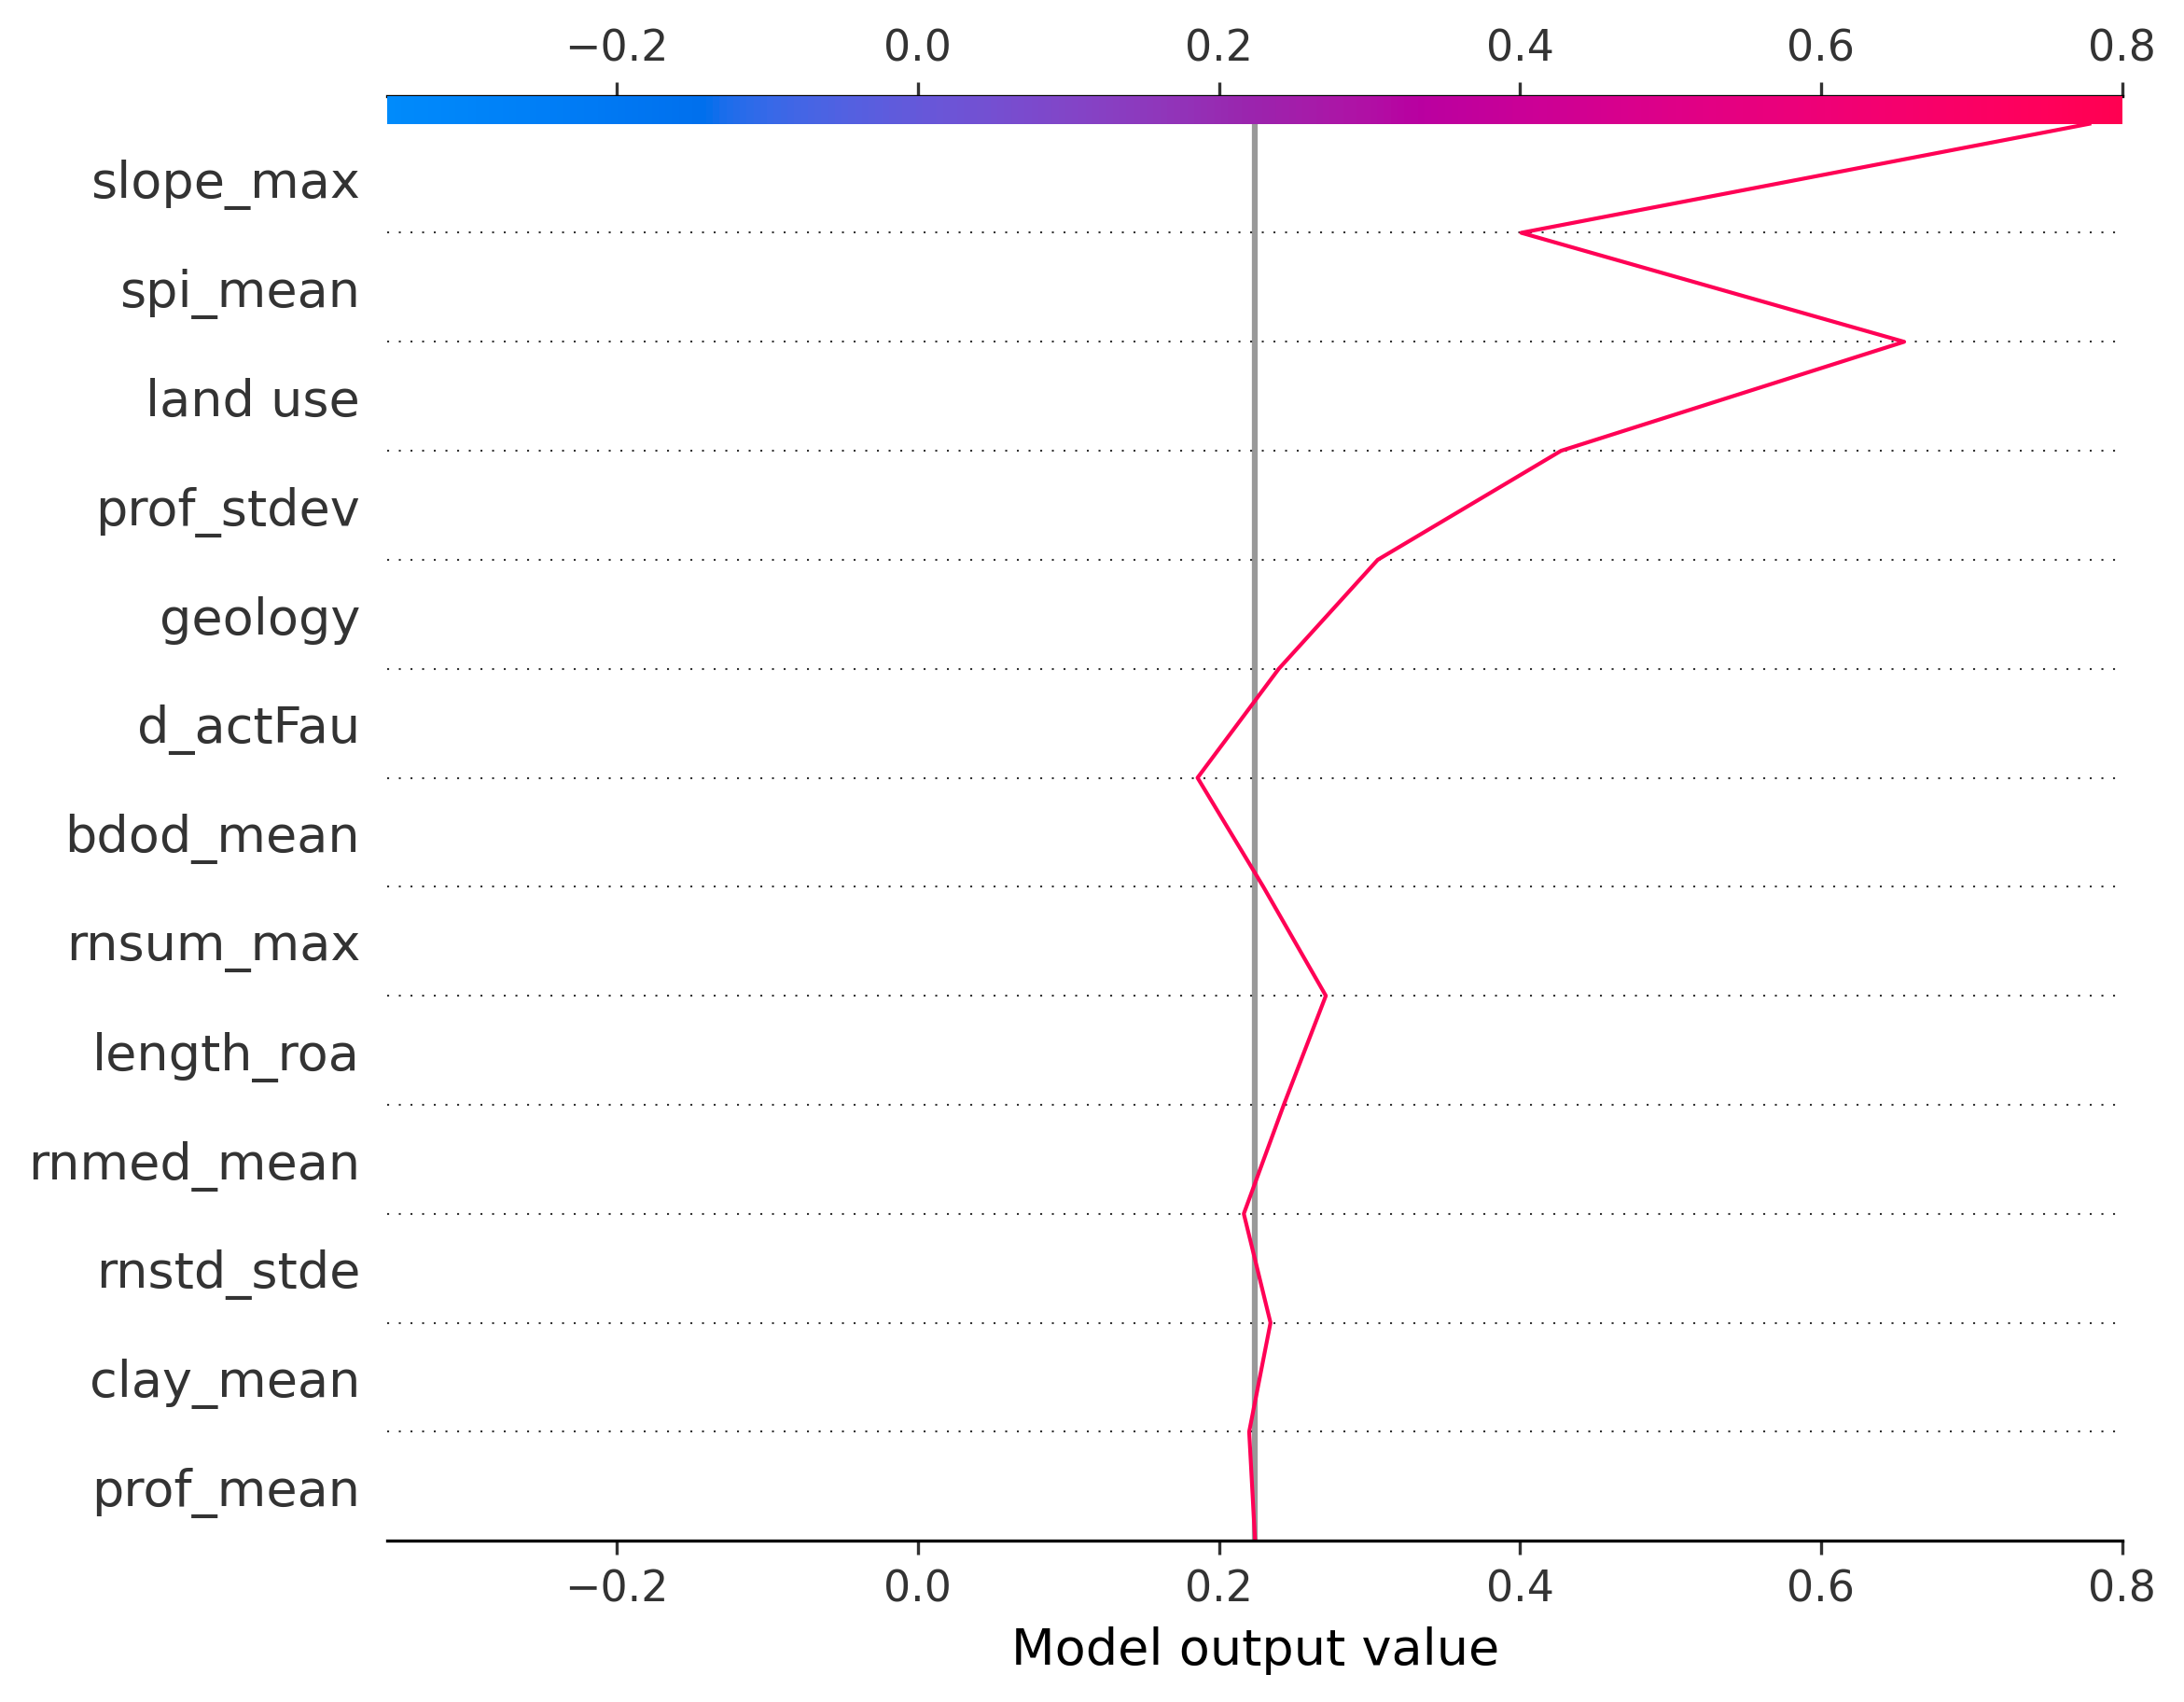 −0.2 0.0 0.2 0.4 0.6 0.8
slope_max
spi_mean
land use
prof_stdev
geology
d_actFau
bdod_mean
rnsum_max
length_roa
rnmed_mean
rnstd_stde
clay_mean
prof_mean
−0.2 0.0 0.2 0.4 0.6 0.8
Model output value